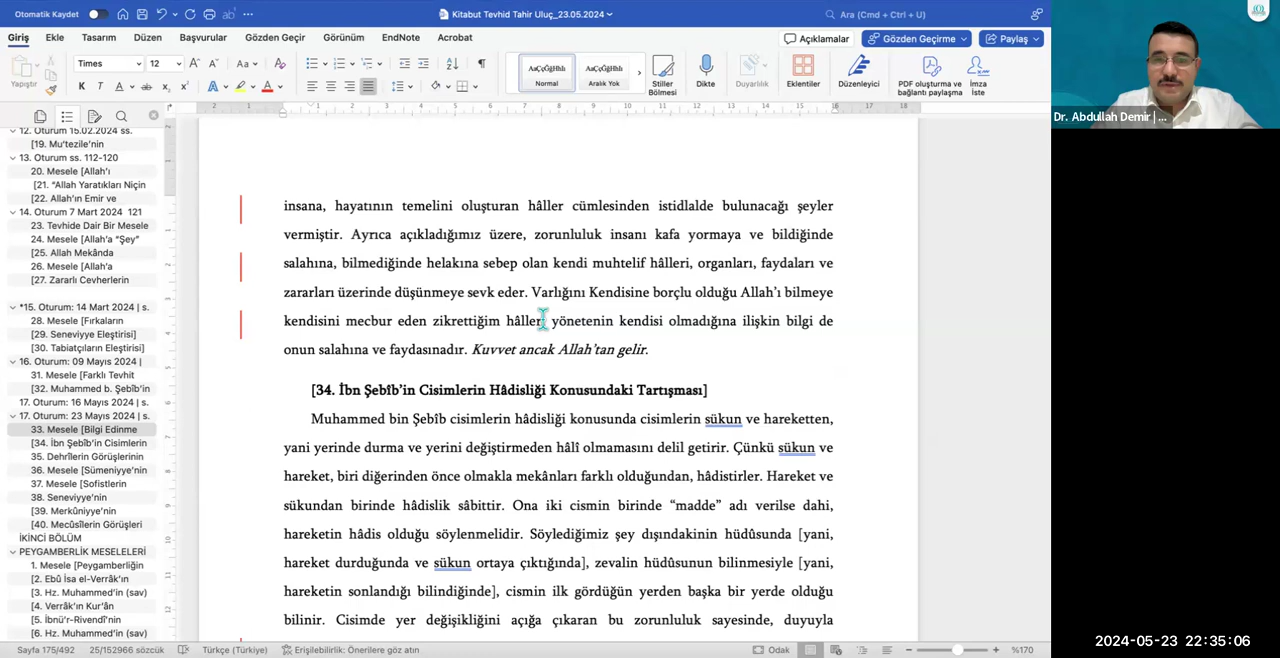 Otomatik Kaydet
Kitabut Tevhid Tahir Uluç_23.05.2024
Ara (Cmd + Ctrl + U)
Giriş Ekle Tasarım Düzen Başvurular Gözden Geçir Görünüm EndNote Acrobat
Açıklamalar Gözden Geçirme Paylaş
Yapıştır
Times 12
AaÇçĞğHh AaÇçĞğHh
Normal Aralık Yok
Stiller Bölmesi
Dikte
Duyarlılık
Eklentiler
Düzenleyici
PDF oluşturma ve bağlantı paylaşma
İmza İste
Dr. Abdullah Demir | ...
12. Oturum 15.02.2024 ss.
[19. Mu'tezile'nin
13. Oturum ss. 112-120
20. Mesele [Allah'ı
[21. "Allah Yaratıkları Niçin
[22. Allah'ın Emir ve
14. Oturum 7 Mart 2024 121
23. Tevhide Dair Bir Mesele
24. Mesele [Allah'a "Şey"
[25. Allah Mekânda
26. Mesele [Allah'a
[27. Zararlı Cevherlerin
*15. Oturum: 14 Mart 2024 | s.
28. Mesele [Fırkaların
[29. Seneviyye Eleştirisi]
[30. Tabiatçıların Eleştirisi]
16. Oturum: 09 Mayıs 2024 |
31. Mesele [Farklı Tevhit
[32. Muhammed b. Şebîb'in
17. Oturum: 16 Mayıs 2024 | s.
17. Oturum: 23 Mayıs 2024 | s.
33. Mesele [Bilgi Edinme
[34. İbn Şebîb'in Cisimlerin
35. Dehrîlerin Görüşlerinin
36. Mesele [Sümeniyye'nin
37. Mesele [Sofistlerin
38. Seneviyye'nin
[39. Merkûniyye'nin
[40. Mecûsîlerin Görüşleri
İKİNCİ BÖLÜM
PEYGAMBERLİK MESELELERİ
1. Mesele [Peygamberliğin
[2. Ebû İsa el-Verrâk'ın
[3. Hz. Muhammed'in (sav)
[4. Verrâk'ın Kur'ân
[5. İbnü'r-Rivendî'nin
[6. Hz. Muhammed'in (sav)
insana, hayatının temelini oluşturan hâller cümlesinden istidlalde bulunacağı şeyler
vermiştir. Ayrıca açıkladığımız üzere, zorunluluk insanı kafa yormaya ve bildiğinde
salahına, bilmediğinde helakına sebep olan kendi muhtelif hâlleri, organları, faydaları ve
zararları üzerinde düşünmeye sevk eder. Varlığını Kendisine borçlu olduğu Allah'ı bilmeye
kendisini mecbur eden zikrettiğim hâlleri yönetenin kendisi olmadığına ilişkin bilgi de
onun salahına ve faydasınadır. Kuvvet ancak Allah'tan gelir.
[34. İbn Şebîb'in Cisimlerin Hâdisliği Konusundaki Tartışması]
Muhammed bin Şebîb cisimlerin hâdisliği konusunda cisimlerin sükun ve hareketten,
yani yerinde durma ve yerini değiştirmeden hâlî olmamasını delil getirir. Çünkü sükun ve
hareket, biri diğerinden önce olmakla mekânları farklı olduğundan, hâdistirler. Hareket ve
sükundan birinde hâdislik sâbittir. Ona iki cismin birinde "madde" adı verilse dahi,
hareketin hâdis olduğu söylenmelidir. Söylediğimiz şey dışındakinin hüdûsunda [yani,
hareket durduğunda ve sükun ortaya çıktığında], zevalin hüdûsunun bilinmesiyle [yani,
hareketin sonlandığı bilindiğinde], cismin ilk gördüğün yerden başka bir yerde olduğu
bilinir. Cisimde yer değişikliğini açığa çıkaran bu zorunluluk sayesinde, duyuyla
Sayfa 175/492 25/152966 sözcük Türkçe (Türkiye) Erişilebilirlik: Önerilere göz atın Odak %170
2024-05-23 22:35:06